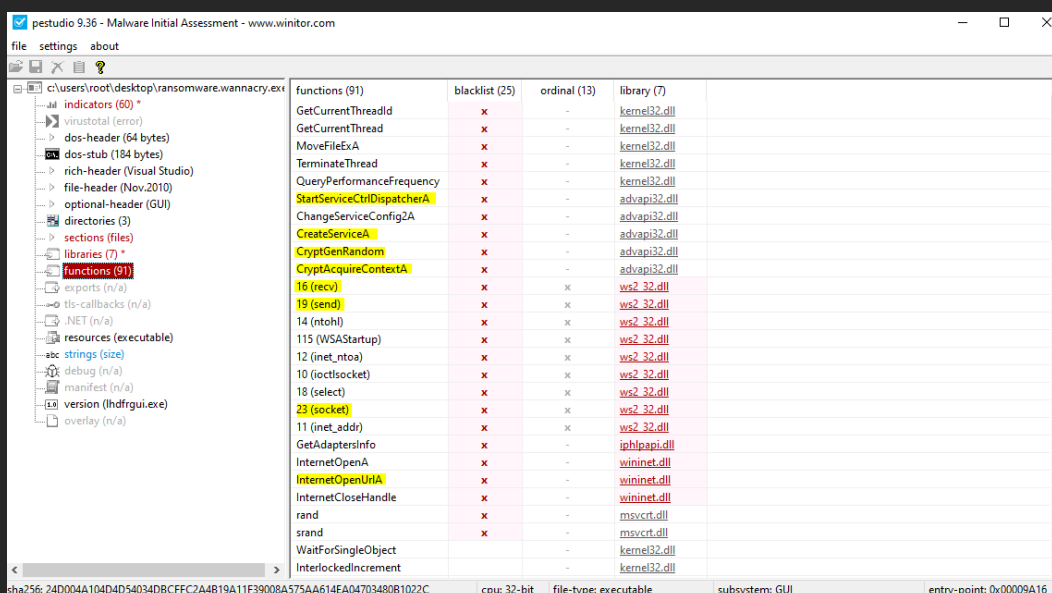 pestudio 9.36 - Malware Initial Assessment - www.winitor.com
file settings about
c:\users\root\desktop\ransomware.wannacry.exe
indicators (60) *
virustotal (error)
dos-header (64 bytes)
dos-stub (184 bytes)
rich-header (Visual Studio)
file-header (Nov.2010)
optional-header (GUI)
directories (3)
sections (files)
libraries (7) *
functions (91)
exports (n/a)
tls-callbacks (n/a)
.NET (n/a)
resources (executable)
abc strings (size)
debug (n/a)
manifest (n/a)
1.0 version (lhdfrgui.exe)
overlay (n/a)
functions (91) blacklist (25) ordinal (13) library (7)
GetCurrentThreadId x - kernel32.dll
GetCurrentThread x - kernel32.dll
MoveFileExA x - kernel32.dll
TerminateThread x - kernel32.dll
QueryPerformanceFrequency x - kernel32.dll
StartServiceCtrlDispatcherA x - advapi32.dll
ChangeServiceConfig2A x - advapi32.dll
CreateServiceA x - advapi32.dll
CryptGenRandom x - advapi32.dll
CryptAcquireContextA x - advapi32.dll
16 (recv) x x ws2_32.dll
19 (send) x x ws2_32.dll
14 (ntohl) x x ws2_32.dll
115 (WSAStartup) x x ws2_32.dll
12 (inet_ntoa) x x ws2_32.dll
10 (ioctlsocket) x x ws2_32.dll
18 (select) x x ws2_32.dll
23 (socket) x x ws2_32.dll
11 (inet_addr) x x ws2_32.dll
GetAdaptersInfo x - iphlpapi.dll
InternetOpenA x - wininet.dll
InternetOpenUrlA x - wininet.dll
InternetCloseHandle x - wininet.dll
rand x - msvcrt.dll
srand x - msvcrt.dll
WaitForSingleObject - kernel32.dll
InterlockedIncrement - kernel32.dll
sha256: 24D004A104D4D54034DBCFFC2A4B19A11F39008A575AA614EA04703480B1022C cpu: 32-bit file-type: executable subsystem: GUI entry-point: 0x00009A16